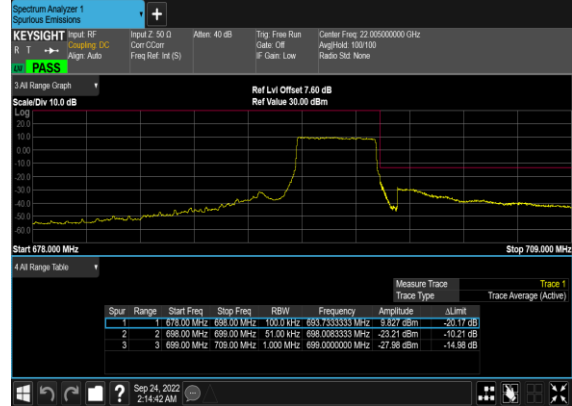 Spectrum Analyzer 1
Spurious Emissions
+
KEYSIGHT Input: RF Input Z: 50 Ω Atten: 40 dB Trig: Free Run Center Freq: 22.005000000 GHz
R T Coupling: DC Corr CCorr Gate: Off Avg|Hold: 100/100
Align: Auto Freq Ref: Int (S) IF Gain: Low Radio Std: None
PASS
3 All Range Graph
Ref Lvl Offset 7.60 dB
Scale/Div 10.0 dB Ref Value 30.00 dBm
Log
20.0
10.0
0.00
-10.0
-20.0
-30.0
-40.0
-50.0
-60.0
Start 678.000 MHz Stop 709.000 MHz
4 All Range Table
Measure Trace Trace 1
Trace Type Trace Average (Active)
Spur Range Start Freq Stop Freq RBW Frequency Amplitude ΔLimit
1 1 678.00 MHz 698.00 MHz 100.0 kHz 693.7333333 MHz 9.827 dBm -20.17 dB
2 2 698.00 MHz 699.00 MHz 51.00 kHz 698.0083333 MHz -23.21 dBm -10.21 dB
3 3 699.00 MHz 709.00 MHz 1.000 MHz 699.0000000 MHz -27.98 dBm -14.98 dB
? Sep 24, 2022
2:14:42 AM